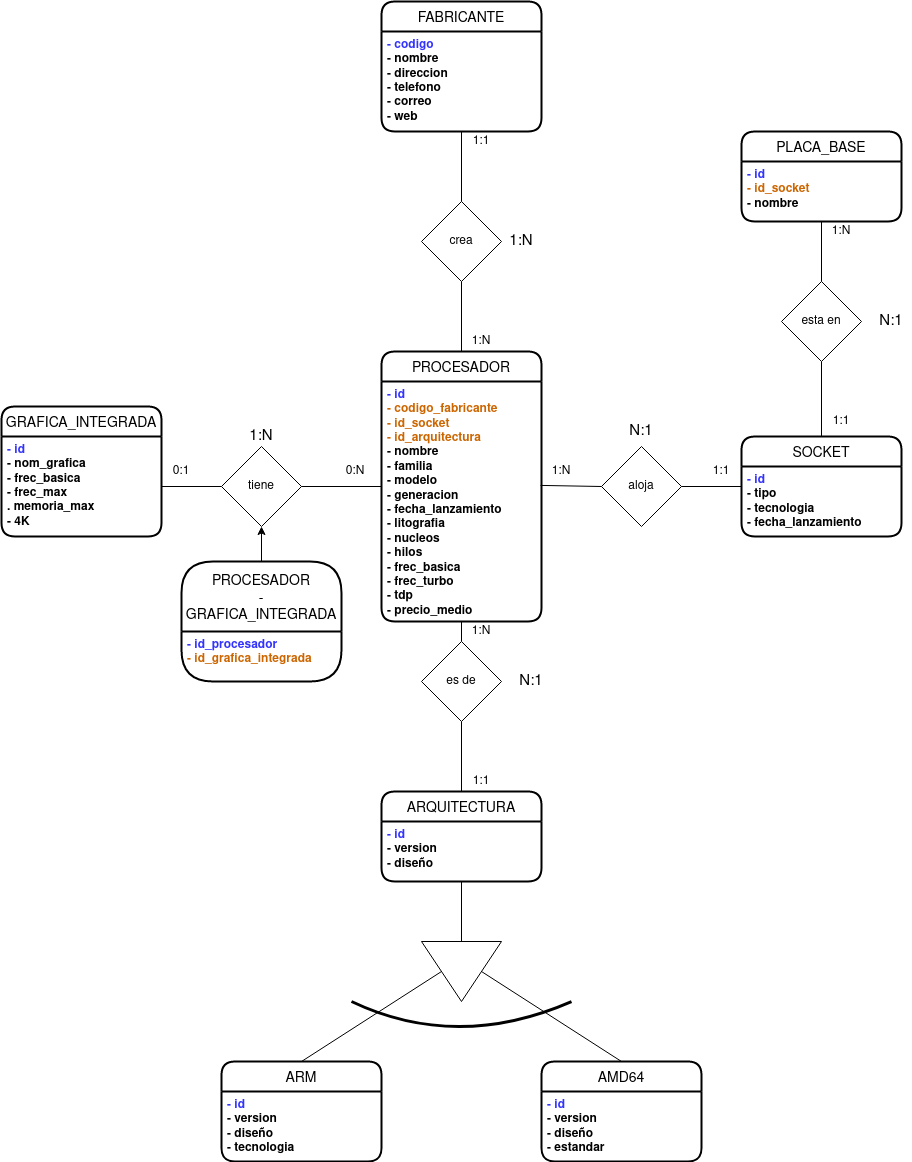 FABRICANTE
- codigo
- nombre
- direccion
- telefono
- correo
- web
1:1
crea
1:N
1:N
PLACA_BASE
- id
- id_socket
- nombre
1:N
esta en
N:1
1:1
SOCKET
- id
- tipo
- tecnologia
- fecha_lanzamiento
PROCESADOR
- id
- codigo_fabricante
- id_socket
- id_arquitectura
- nombre
- familia
- modelo
- generacion
- fecha_lanzamiento
- litografia
- nucleos
- hilos
- frec_basica
- frec_turbo
- tdp
- precio_medio
1:N
N:1
aloja
1:1
GRAFICA_INTEGRADA
- id
- nom_grafica
- frec_basica
- frec_max
. memoria_max
- 4K
0:1
1:N
tiene
0:N
PROCESADOR
-
GRAFICA_INTEGRADA
- id_procesador
- id_grafica_integrada
1:N
es de
N:1
1:1
ARQUITECTURA
- id
- version
- diseño
ARM
- id
- version
- diseño
- tecnologia
AMD64
- id
- version
- diseño
- estandar